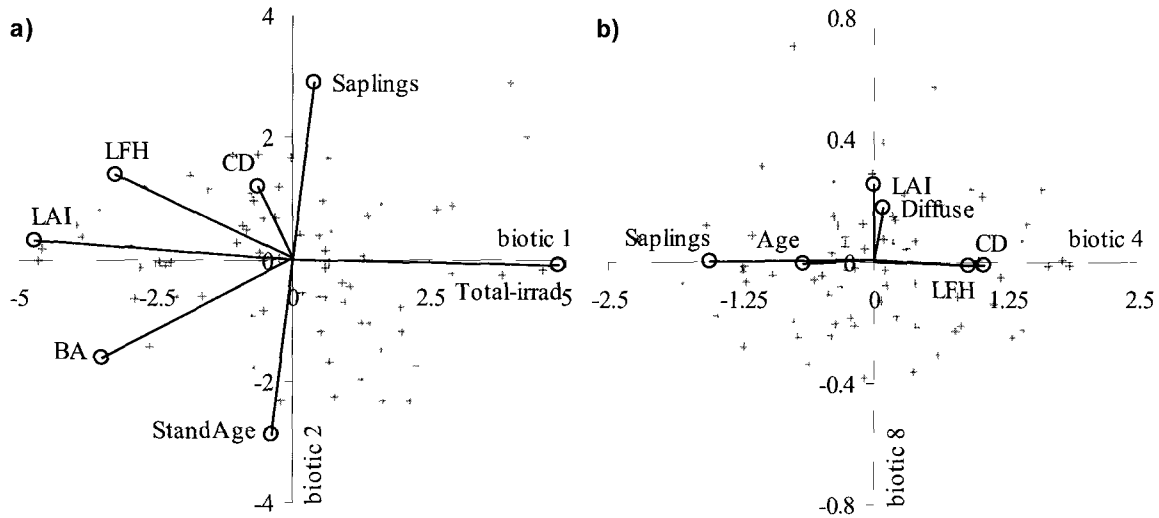 a)
4
Saplings
2
LFH
CD
LAI
biotic 1
0
-5
-2.5
0
2.5
Total-irrad
5
BA
-2
StandAge
biotic 2
-4
b)
0.8
0.4
LAI
Diffuse
Saplings
Age
CD
biotic 4
0
LFH
-2.5
-1.25
0
1.25
2.5
-0.4
biotic 8
-0.8